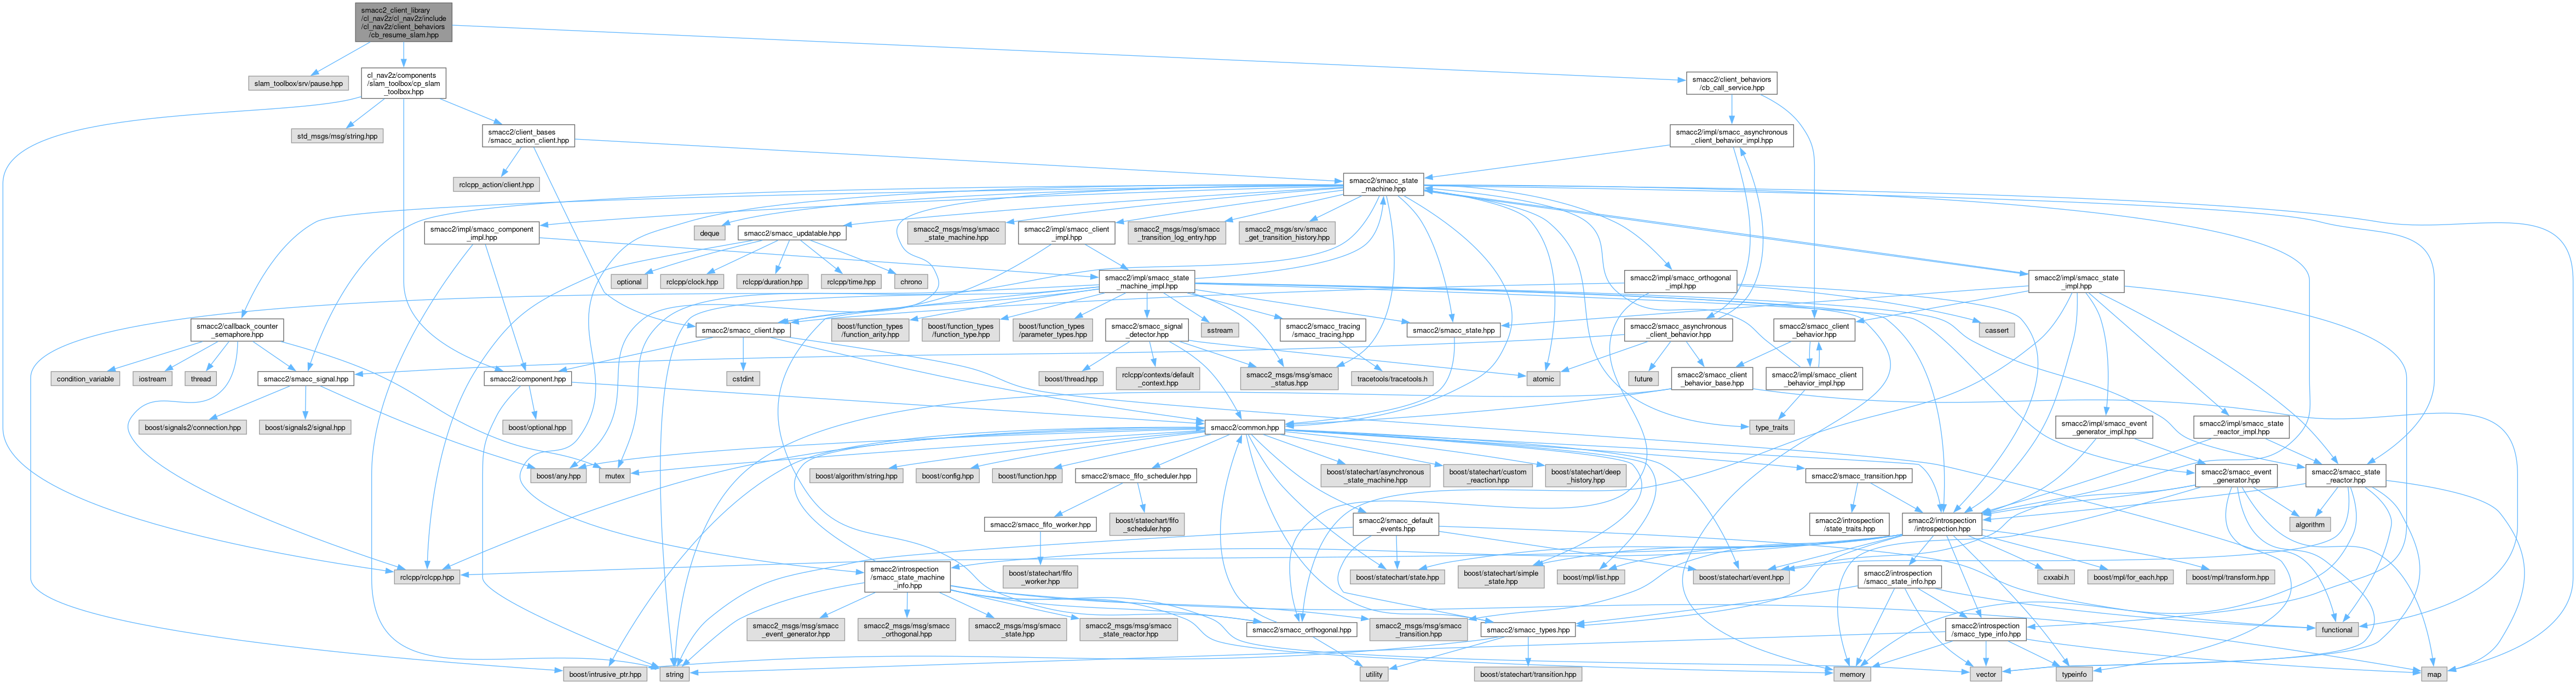 smacc2_client_library
/cl_nav2z/cl_nav2z/include
/cl_nav2z/client_behaviors
/cb_resume_slam.hpp
slam_toolbox/srv/pause.hpp
cl_nav2z/components
/slam_toolbox/cp_slam
_toolbox.hpp
smacc2/client_behaviors
/cb_call_service.hpp
std_msgs/msg/string.hpp
smacc2/client_bases
/smacc_action_client.hpp
smacc2/impl/smacc_asynchronous
_client_behavior_impl.hpp
rclcpp_action/client.hpp
smacc2/smacc_state
_machine.hpp
smacc2/impl/smacc_component
_impl.hpp
deque
smacc2/smacc_updatable.hpp
smacc2_msgs/msg/smacc
_state_machine.hpp
smacc2/impl/smacc_client
_impl.hpp
smacc2_msgs/msg/smacc
_transition_log_entry.hpp
smacc2_msgs/srv/smacc
_get_transition_history.hpp
optional
rclcpp/clock.hpp
rclcpp/duration.hpp
rclcpp/time.hpp
chrono
smacc2/impl/smacc_state
_machine_impl.hpp
smacc2/impl/smacc_orthogonal
_impl.hpp
smacc2/impl/smacc_state
_impl.hpp
smacc2/callback_counter
_semaphore.hpp
smacc2/smacc_client.hpp
boost/function_types
/function_arity.hpp
boost/function_types
/function_type.hpp
boost/function_types
/parameter_types.hpp
smacc2/smacc_signal
_detector.hpp
sstream
smacc2/smacc_tracing
/smacc_tracing.hpp
smacc2/smacc_state.hpp
smacc2/smacc_asynchronous
_client_behavior.hpp
smacc2/smacc_client
_behavior.hpp
cassert
condition_variable
iostream
thread
smacc2/smacc_signal.hpp
smacc2/component.hpp
cstdint
boost/thread.hpp
rclcpp/contexts/default
_context.hpp
smacc2_msgs/msg/smacc
_status.hpp
tracetools/tracetools.h
atomic
future
smacc2/smacc_client
_behavior_base.hpp
smacc2/impl/smacc_client
_behavior_impl.hpp
boost/signals2/connection.hpp
boost/signals2/signal.hpp
boost/optional.hpp
smacc2/common.hpp
type_traits
smacc2/impl/smacc_event
_generator_impl.hpp
smacc2/impl/smacc_state
_reactor_impl.hpp
boost/any.hpp
mutex
boost/algorithm/string.hpp
boost/config.hpp
boost/function.hpp
smacc2/smacc_fifo_scheduler.hpp
boost/statechart/asynchronous
_state_machine.hpp
boost/statechart/custom
_reaction.hpp
boost/statechart/deep
_history.hpp
smacc2/smacc_transition.hpp
smacc2/smacc_event
_generator.hpp
smacc2/smacc_state
_reactor.hpp
smacc2/smacc_fifo_worker.hpp
boost/statechart/fifo
_scheduler.hpp
smacc2/smacc_default
_events.hpp
smacc2/introspection
/state_traits.hpp
smacc2/introspection
/introspection.hpp
algorithm
rclcpp/rclcpp.hpp
smacc2/introspection
/smacc_state_machine
_info.hpp
boost/statechart/fifo
_worker.hpp
boost/statechart/state.hpp
boost/statechart/simple
_state.hpp
boost/mpl/list.hpp
boost/statechart/event.hpp
smacc2/introspection
/smacc_state_info.hpp
cxxabi.h
boost/mpl/for_each.hpp
boost/mpl/transform.hpp
smacc2_msgs/msg/smacc
_event_generator.hpp
smacc2_msgs/msg/smacc
_orthogonal.hpp
smacc2_msgs/msg/smacc
_state.hpp
smacc2_msgs/msg/smacc
_state_reactor.hpp
smacc2/smacc_orthogonal.hpp
smacc2_msgs/msg/smacc
_transition.hpp
smacc2/smacc_types.hpp
smacc2/introspection
/smacc_type_info.hpp
functional
boost/intrusive_ptr.hpp
string
utility
boost/statechart/transition.hpp
memory
vector
typeinfo
map